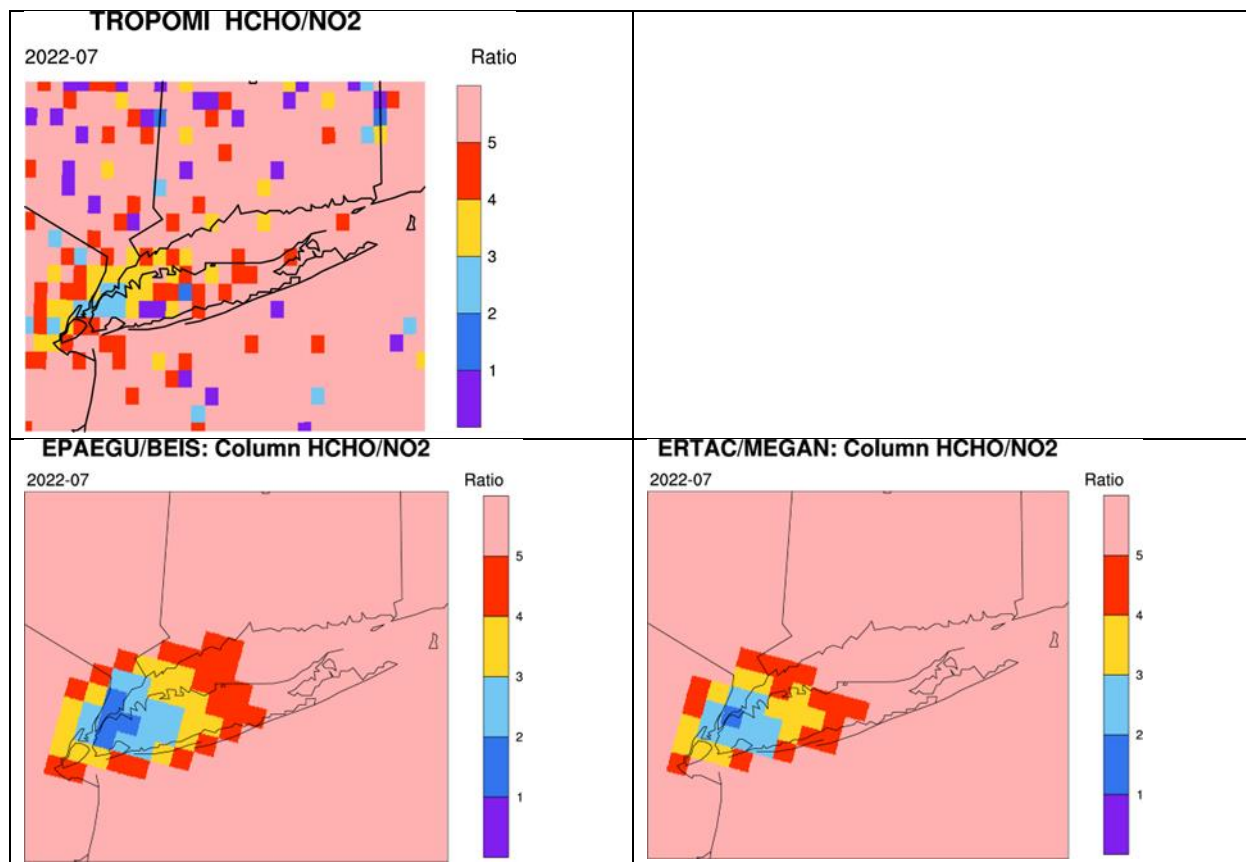 TROPOMI HCHO/NO2
2022-07 Ratio
5
4
3
2
1
EPAEGU/BEIS: Column HCHO/NO2
2022-07 Ratio
5
4
3
2
1
ERTAC/MEGAN: Column HCHO/NO2
2022-07 Ratio
5
4
3
2
1